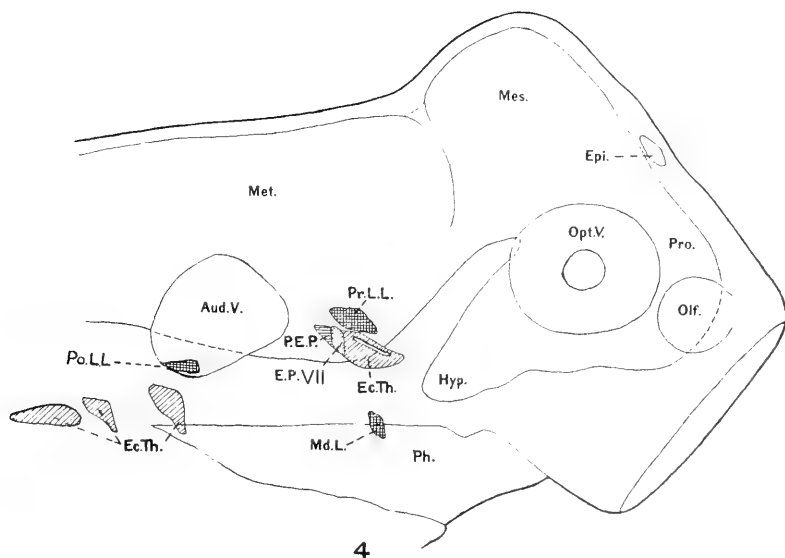 Mes.
Epi.
Met.
Opt.V.
Pro.
Aud.V.
Pr.L.L.
Olf.
P.E.P.
Po.L.L.
E.P. VII
Ec.Th.
Hyp.
Ec.Th.
Md.L.
Ph.
4